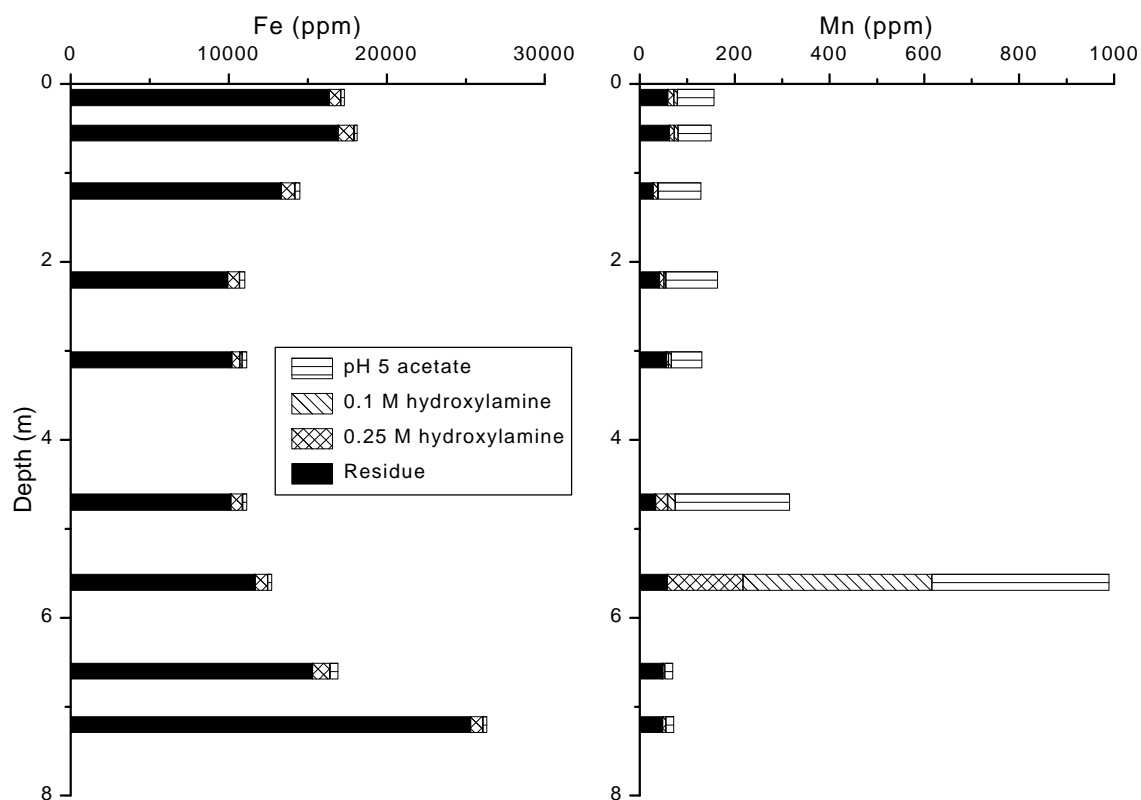 Fe (ppm)
0 10000 20000 30000
Mn (ppm)
0 200 400 600 800 1000
Depth (m)
0
2
4
6
8
pH 5 acetate
0.1 M hydroxylamine
0.25 M hydroxylamine
Residue
0
2
4
6
8